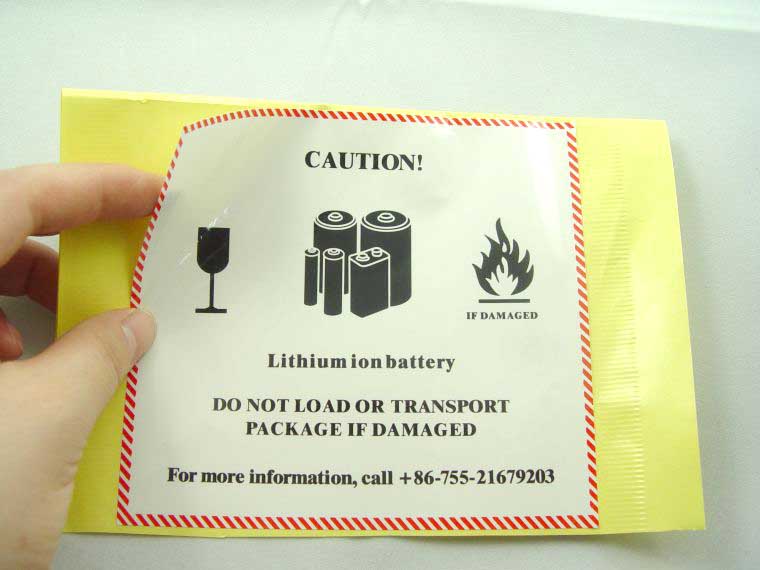 CAUTION!
IF DAMAGED
Lithium ion battery
DO NOT LOAD OR TRANSPORT
PACKAGE IF DAMAGED
For more information, call +86-755-21679203